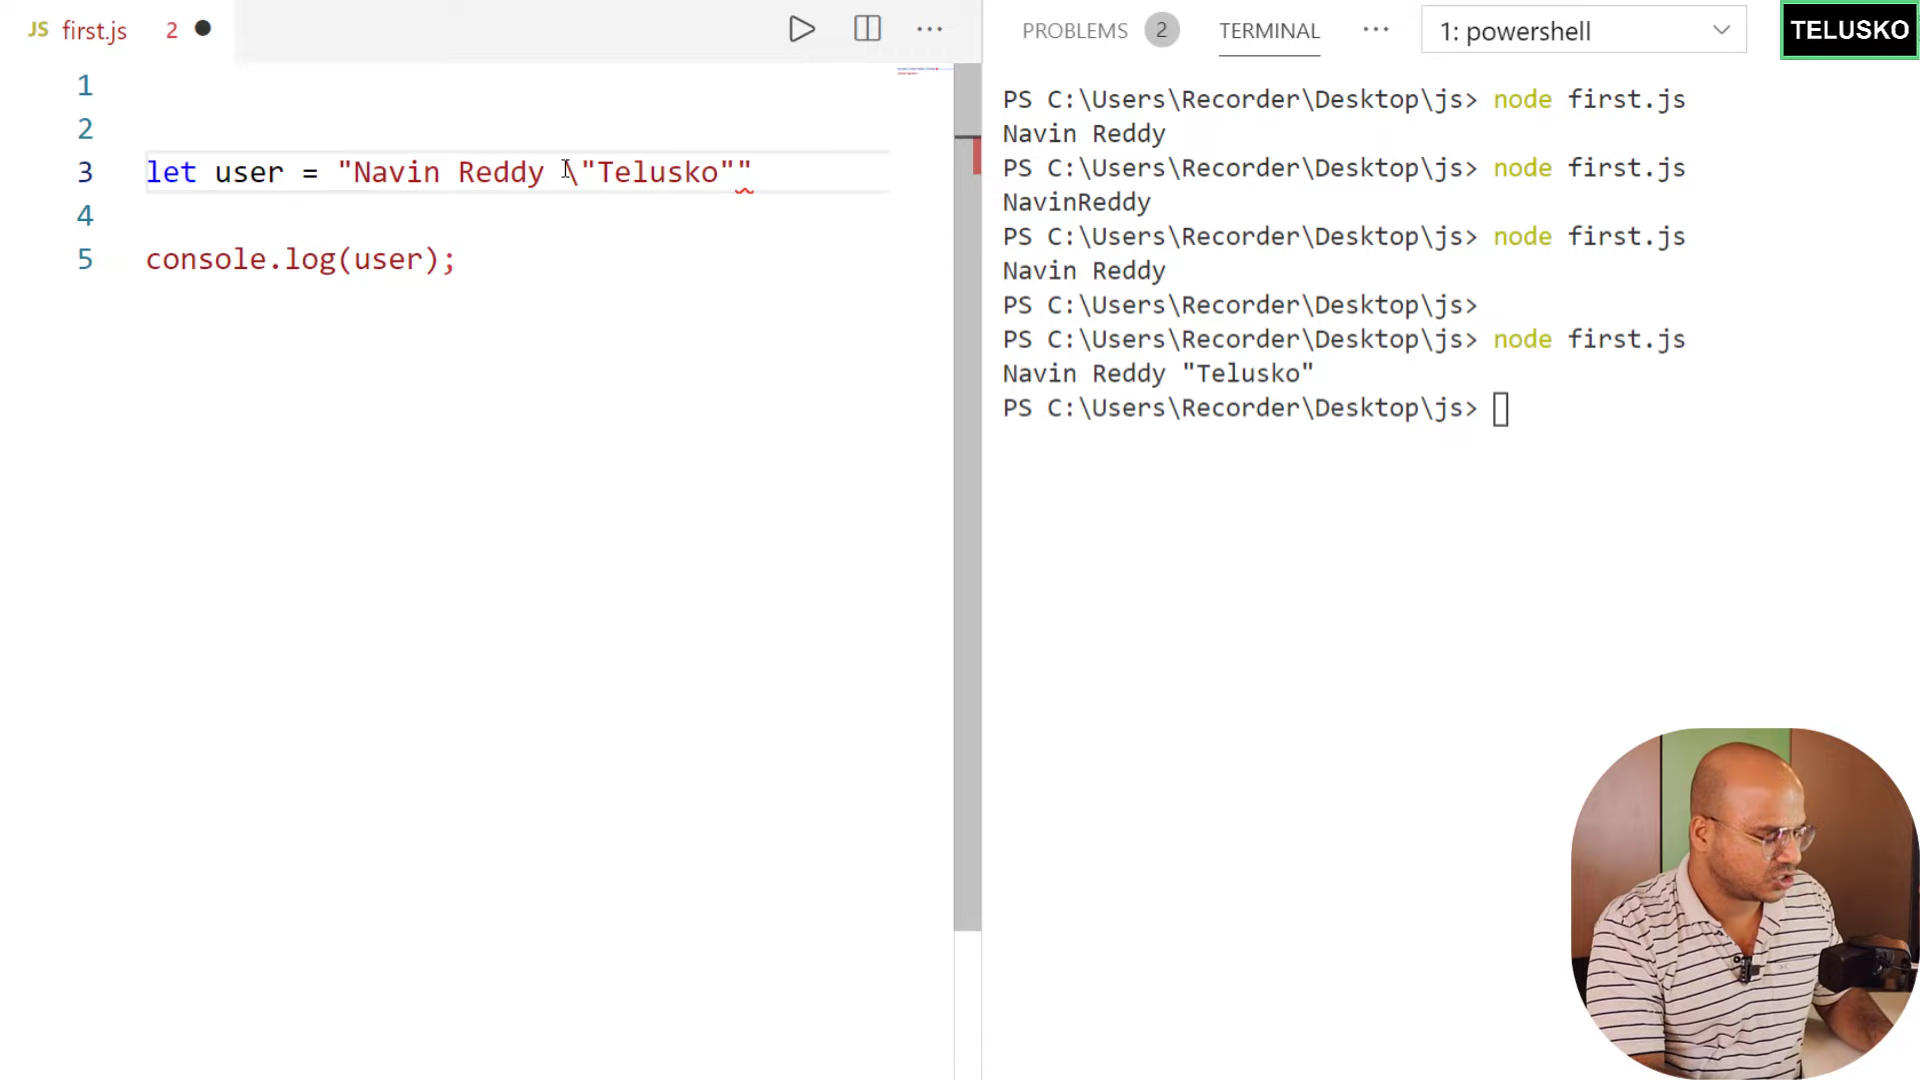 JS first.js 2
1
2
3 let user = "Navin Reddy \"Telusko""
4
5 console.log(user);
PROBLEMS 2 TERMINAL ··· 1: powershell
TELUSKO
PS C:\Users\Recorder\Desktop\js> node first.js
Navin Reddy
PS C:\Users\Recorder\Desktop\js> node first.js
NavinReddy
PS C:\Users\Recorder\Desktop\js> node first.js
Navin Reddy
PS C:\Users\Recorder\Desktop\js>
PS C:\Users\Recorder\Desktop\js> node first.js
Navin Reddy "Telusko"
PS C:\Users\Recorder\Desktop\js>